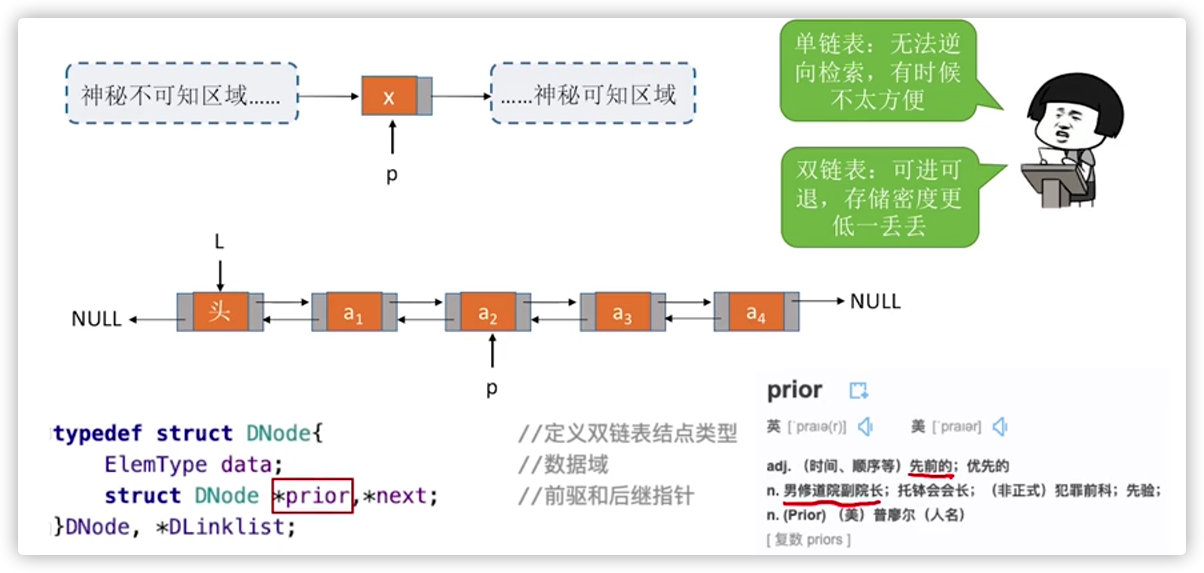 神秘不可知区域……
x
……神秘可知区域
p
单链表：无法逆
向检索，有时候
不太方便
双链表：可进可
退，存储密度更
低一丢丢
L
NULL
头
a₁
a₂
a₃
a₄
NULL
p
typedef struct DNode{ //定义双链表结点类型
ElemType data; //数据域
struct DNode *prior,*next; //前驱和后继指针
}DNode, *DLinklist;
prior
英 [ˈpraɪə(r)] 美 [ˈpraɪər]
adj. （时间、顺序等）先前的；优先的
n. 男修道院副院长；托钵会会长；（非正式）犯罪前科；先验；
n. (Prior) （美）普廖尔（人名）
[ 复数 priors ]